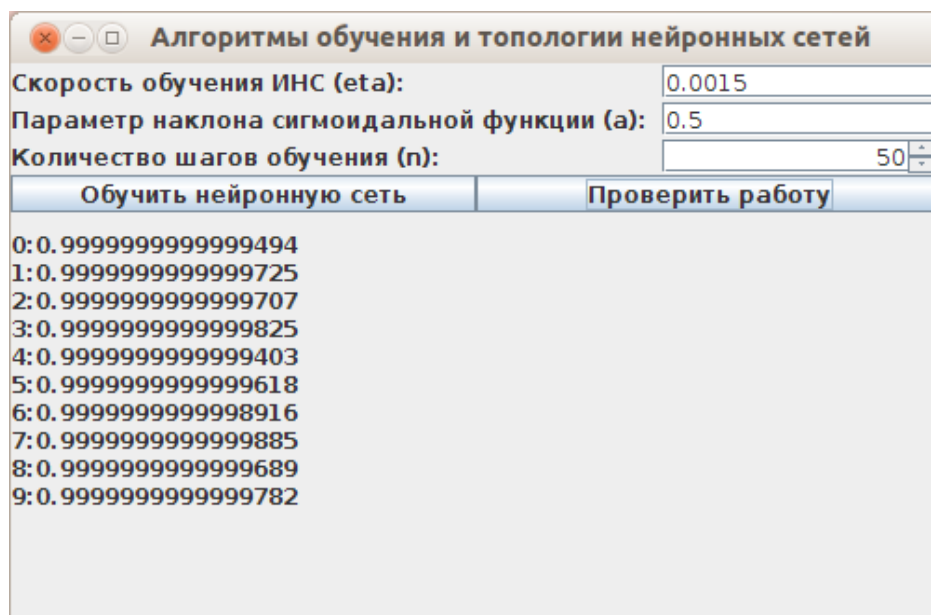 Алгоритмы обучения и топологии нейронных сетей
Скорость обучения ИНС (eta): 0.0015
Параметр наклона сигмоидальной функции (a): 0.5
Количество шагов обучения (n): 50
Обучить нейронную сеть Проверить работу
0:0.9999999999999494
1:0.9999999999999725
2:0.9999999999999707
3:0.9999999999999825
4:0.9999999999999403
5:0.9999999999999618
6:0.9999999999998916
7:0.9999999999999885
8:0.9999999999999689
9:0.9999999999999782